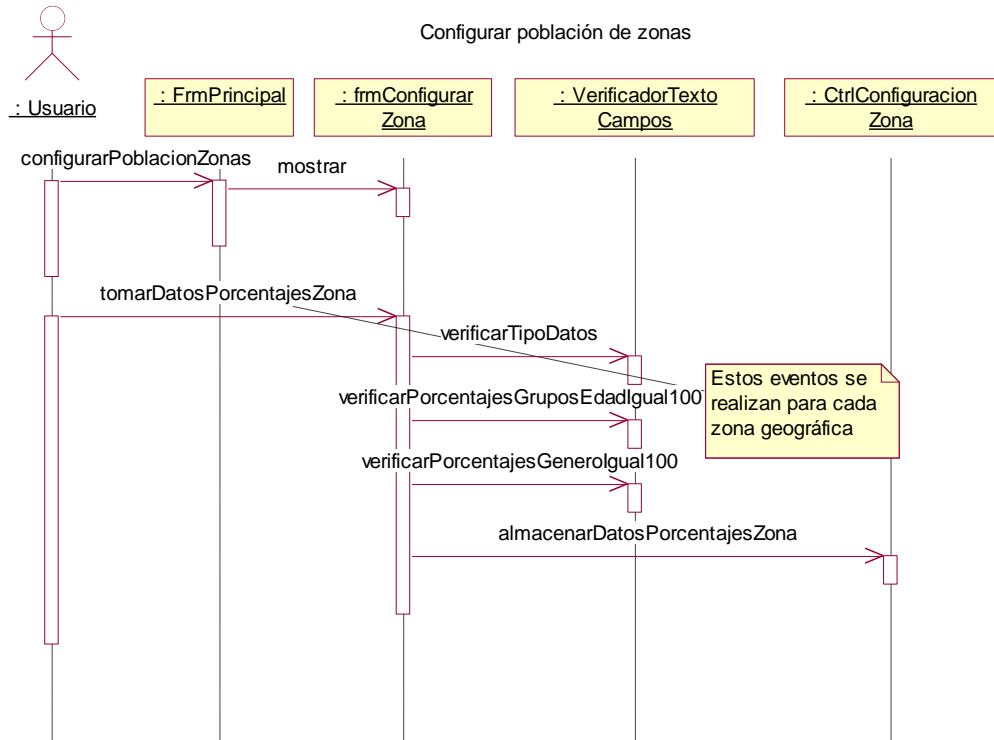 Configurar población de zonas
: Usuario
: FrmPrincipal
: frmConfigurar
Zona
: VerificadorTexto
Campos
: CtrlConfiguracion
Zona
configurarPoblacionZonas
mostrar
tomarDatosPorcentajesZona
verificarTipoDatos
Estos eventos se
realizan para cada
zona geográfica
verificarPorcentajesGruposEdadIgual100
verificarPorcentajesGeneroIgual100
almacenarDatosPorcentajesZona